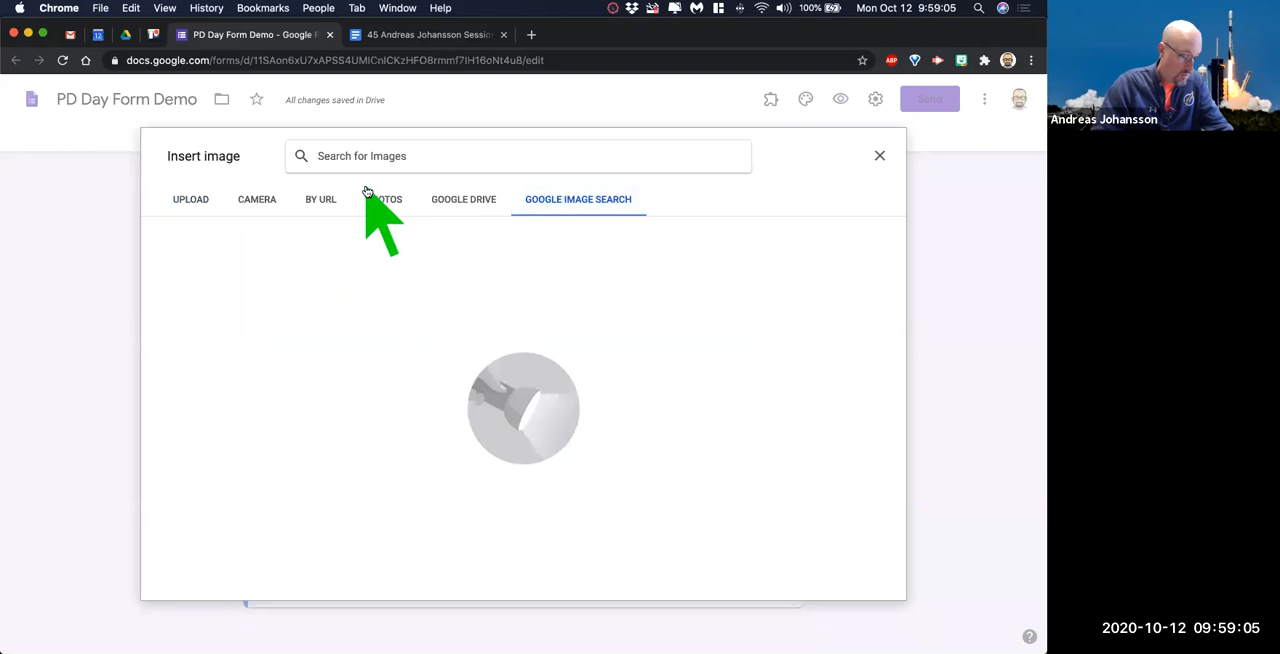 Chrome File Edit View History Bookmarks People Tab Window Help 100% Mon Oct 12 9:59:05
PD Day Form Demo - Google F 45 Andreas Johansson Session
docs.google.com/forms/d/11SAon6xU7xAPSS4UMICnICKzHFO8rmmf7IH16oNt4u8/edit
ABP
PD Day Form Demo All changes saved in Drive Send
Andreas Johansson
Insert image Search for Images
UPLOAD CAMERA BY URL GOOGLE DRIVE GOOGLE IMAGE SEARCH
2020-10-12 09:59:05